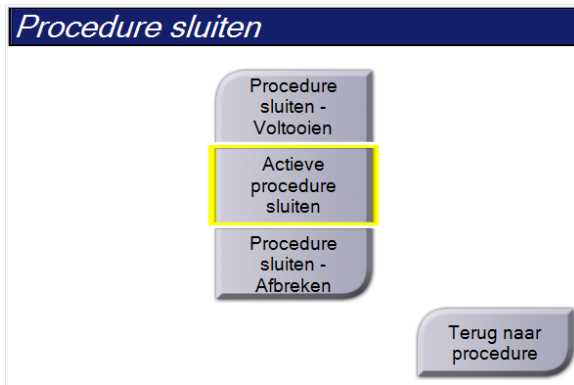 Procedure sluiten
Procedure
sluiten -
Voltooien
Actieve
procedure
sluiten
Procedure
sluiten -
Afbreken
Terug naar
procedure